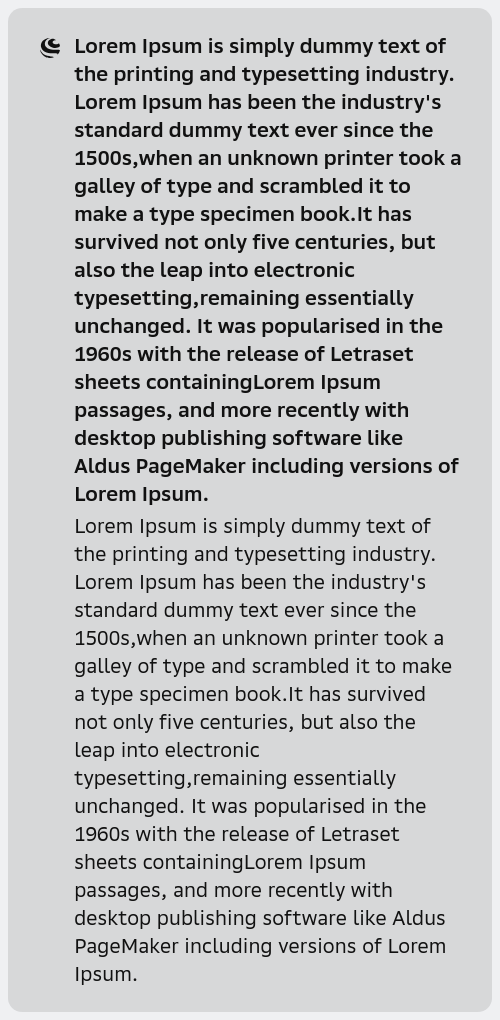 Lorem Ipsum is simply dummy text of
the printing and typesetting industry.
Lorem Ipsum has been the industry's
standard dummy text ever since the
1500s,when an unknown printer took a
galley of type and scrambled it to
make a type specimen book.It has
survived not only five centuries, but
also the leap into electronic
typesetting,remaining essentially
unchanged. It was popularised in the
1960s with the release of Letraset
sheets containingLorem Ipsum
passages, and more recently with
desktop publishing software like
Aldus PageMaker including versions of
Lorem Ipsum.
Lorem Ipsum is simply dummy text of
the printing and typesetting industry.
Lorem Ipsum has been the industry's
standard dummy text ever since the
1500s,when an unknown printer took a
galley of type and scrambled it to make
a type specimen book.It has survived
not only five centuries, but also the
leap into electronic
typesetting,remaining essentially
unchanged. It was popularised in the
1960s with the release of Letraset
sheets containingLorem Ipsum
passages, and more recently with
desktop publishing software like Aldus
PageMaker including versions of Lorem
Ipsum.